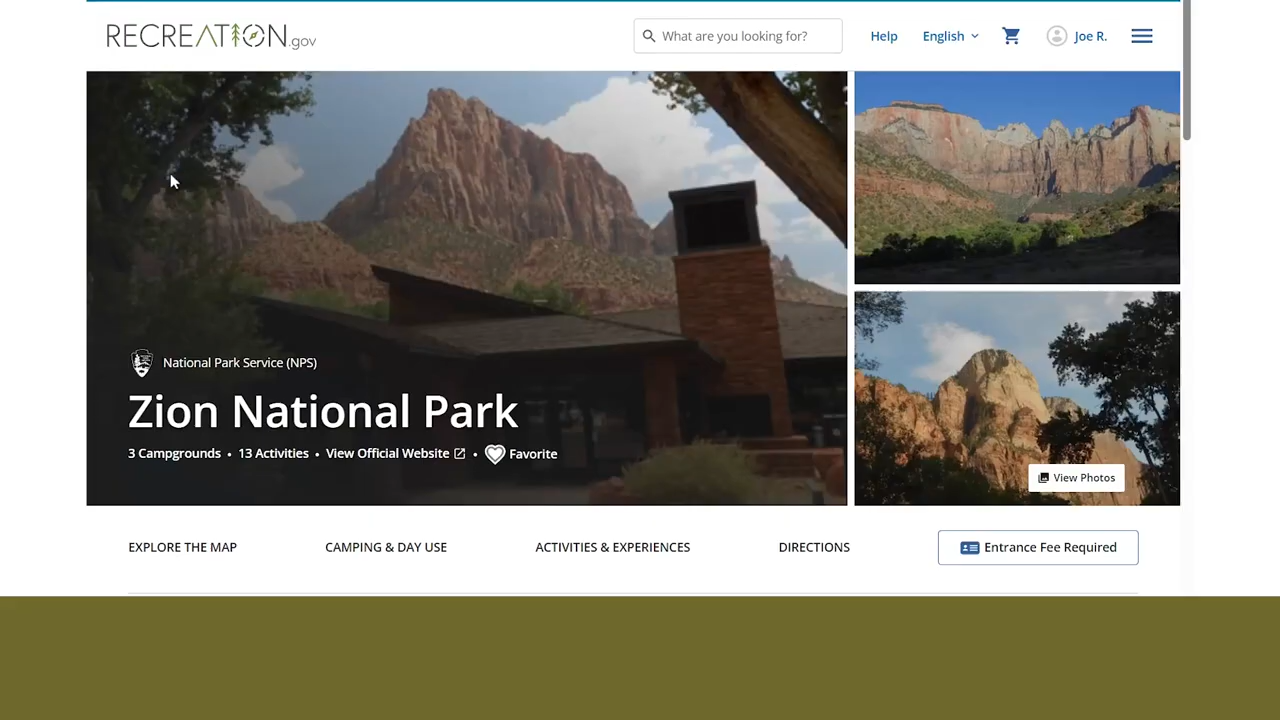 RECREATION.gov
What are you looking for?
Help
English
Joe R.
National Park Service (NPS)
Zion National Park
3 Campgrounds • 13 Activities • View Official Website • Favorite
View Photos
EXPLORE THE MAP
CAMPING & DAY USE
ACTIVITIES & EXPERIENCES
DIRECTIONS
Entrance Fee Required